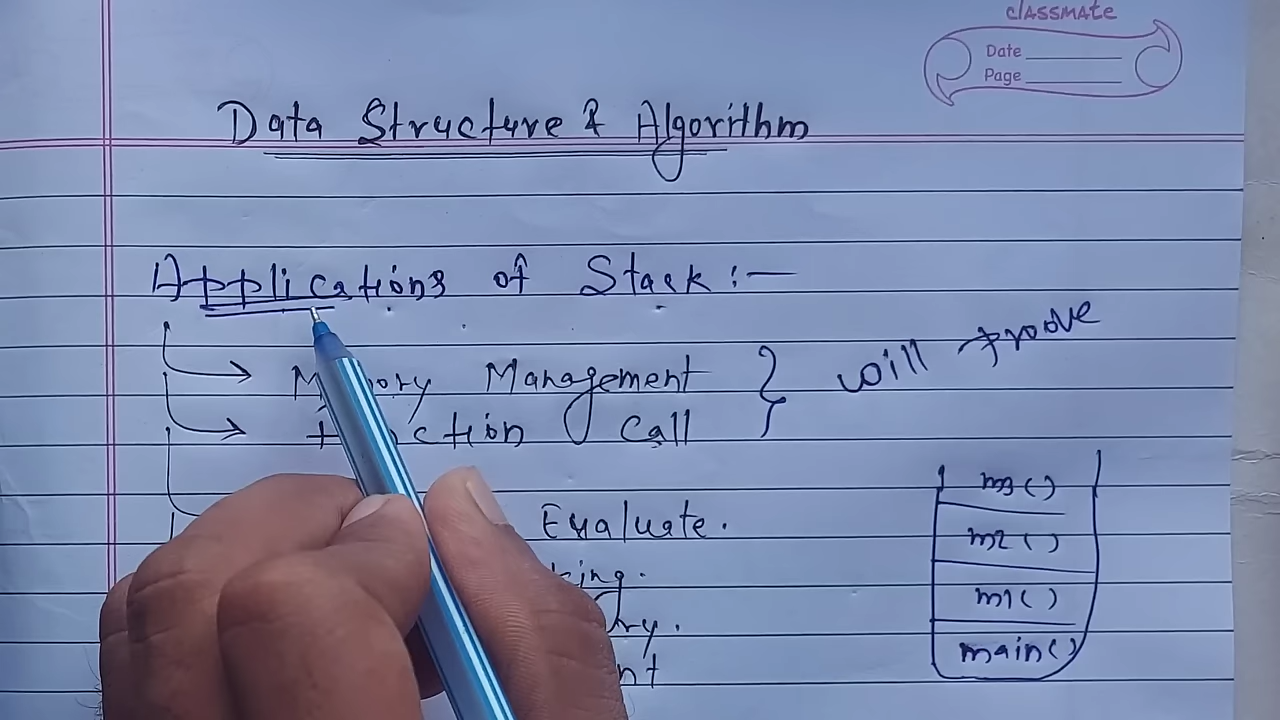 classmate
Date
Page
Data Structure & Algorithm
Applications of Stack :-
Management
will prove
Call
Evaluate.
m3()
m2()
m1()
main()